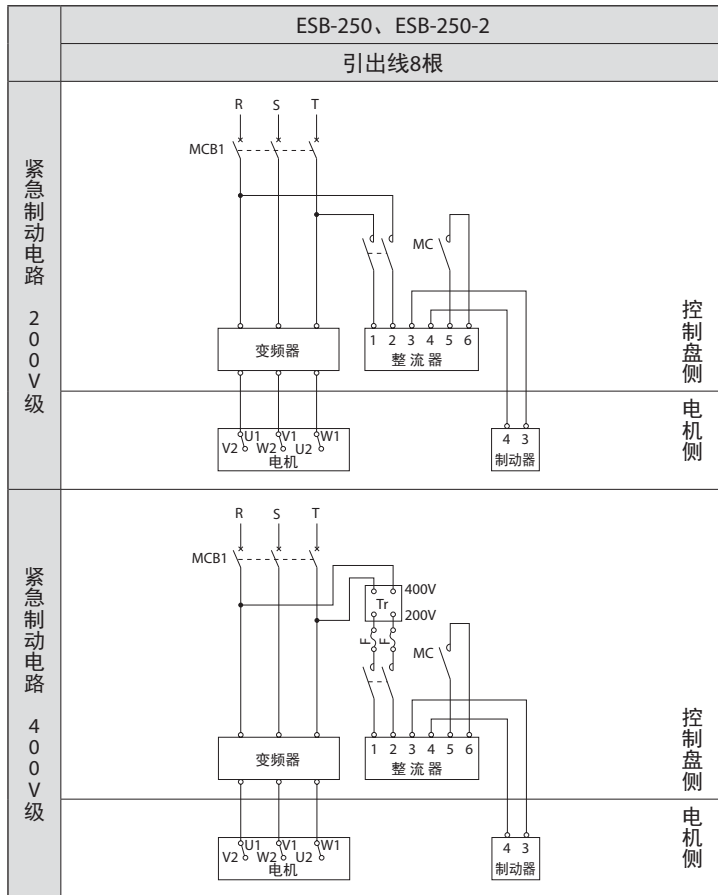 ESB-250、ESB-250-2
引出线8根
紧急制动电路 200V级
R S T
MCB1
MC
1 2 3 4 5 6
变频器
整流器
控制盘侧
U1 V1 W1
V2 W2 U2
电机
4 3
制动器
电机侧
紧急制动电路 400V级
R S T
MCB1
400V
Tr
200V
F F
MC
1 2 3 4 5 6
变频器
整流器
控制盘侧
U1 V1 W1
V2 W2 U2
电机
4 3
制动器
电机侧